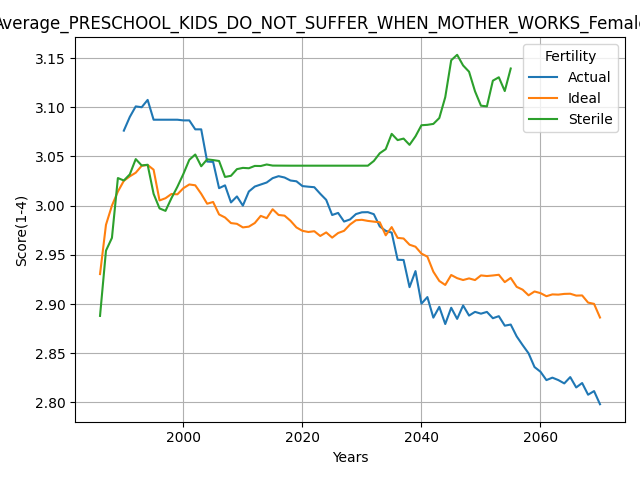 Average_PRESCHOOL_KIDS_DO_NOT_SUFFER_WHEN_MOTHER_WORKS_Female
Fertility
Actual
Ideal
Sterile
Score(1-4)
3.15
3.10
3.05
3.00
2.95
2.90
2.85
2.80
2000
2020
2040
2060
Years